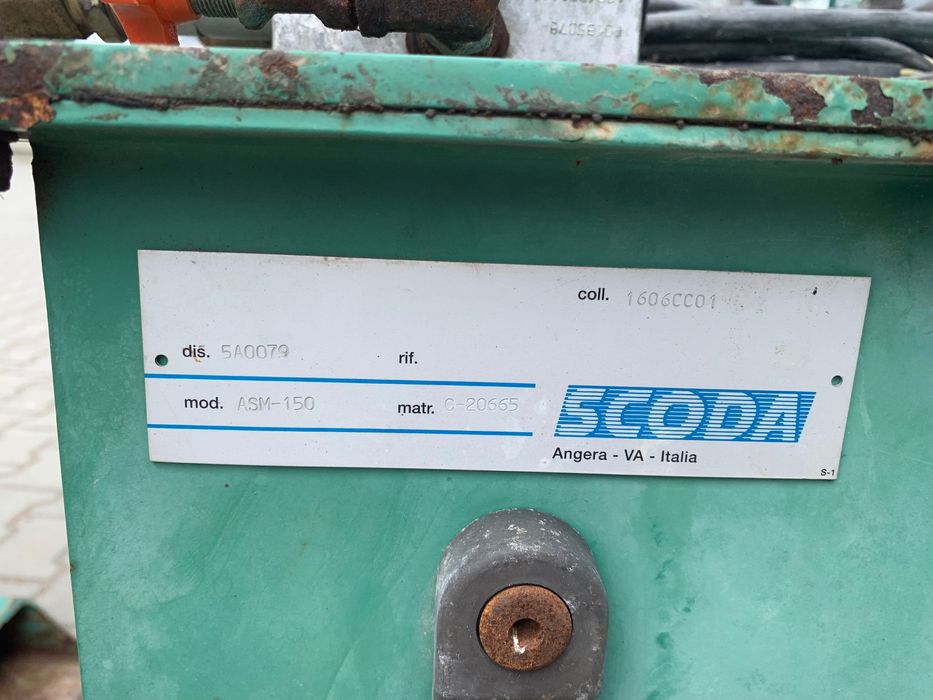 coll. 1606CC01
dis. 5A0079 rif.
mod. ASM-150 matr. C-20665
SCODA
Angera - VA - Italia
S-1